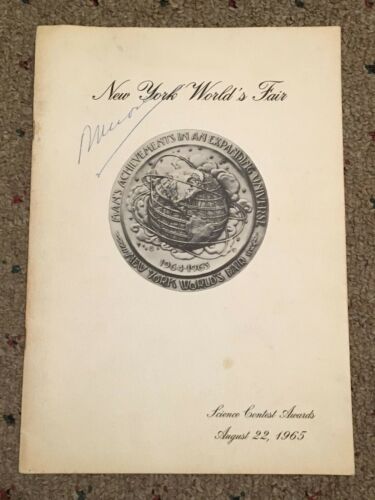 New York World's Fair
MAN'S ACHIEVEMENTS IN AN EXPANDING UNIVERSE
1964-1965
NEW YORK WORLD'S FAIR
Science Contest Awards
August 22, 1965